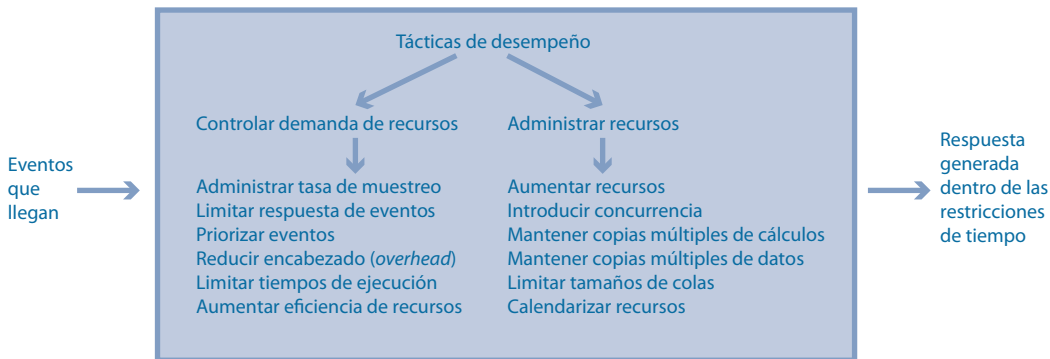 Tácticas de desempeño
Controlar demanda de recursos
Administrar recursos
Eventos
que
llegan
Administrar tasa de muestreo
Limitar respuesta de eventos
Priorizar eventos
Reducir encabezado (overhead)
Limitar tiempos de ejecución
Aumentar eficiencia de recursos
Aumentar recursos
Introducir concurrencia
Mantener copias múltiples de cálculos
Mantener copias múltiples de datos
Limitar tamaños de colas
Calendarizar recursos
Respuesta
generada
dentro de las
restricciones
de tiempo